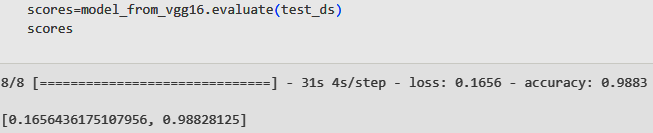 scores=model_from_vgg16.evaluate(test_ds)
scores
8/8 [==============================] - 31s 4s/step - loss: 0.1656 - accuracy: 0.9883
[0.1656436175107956, 0.98828125]